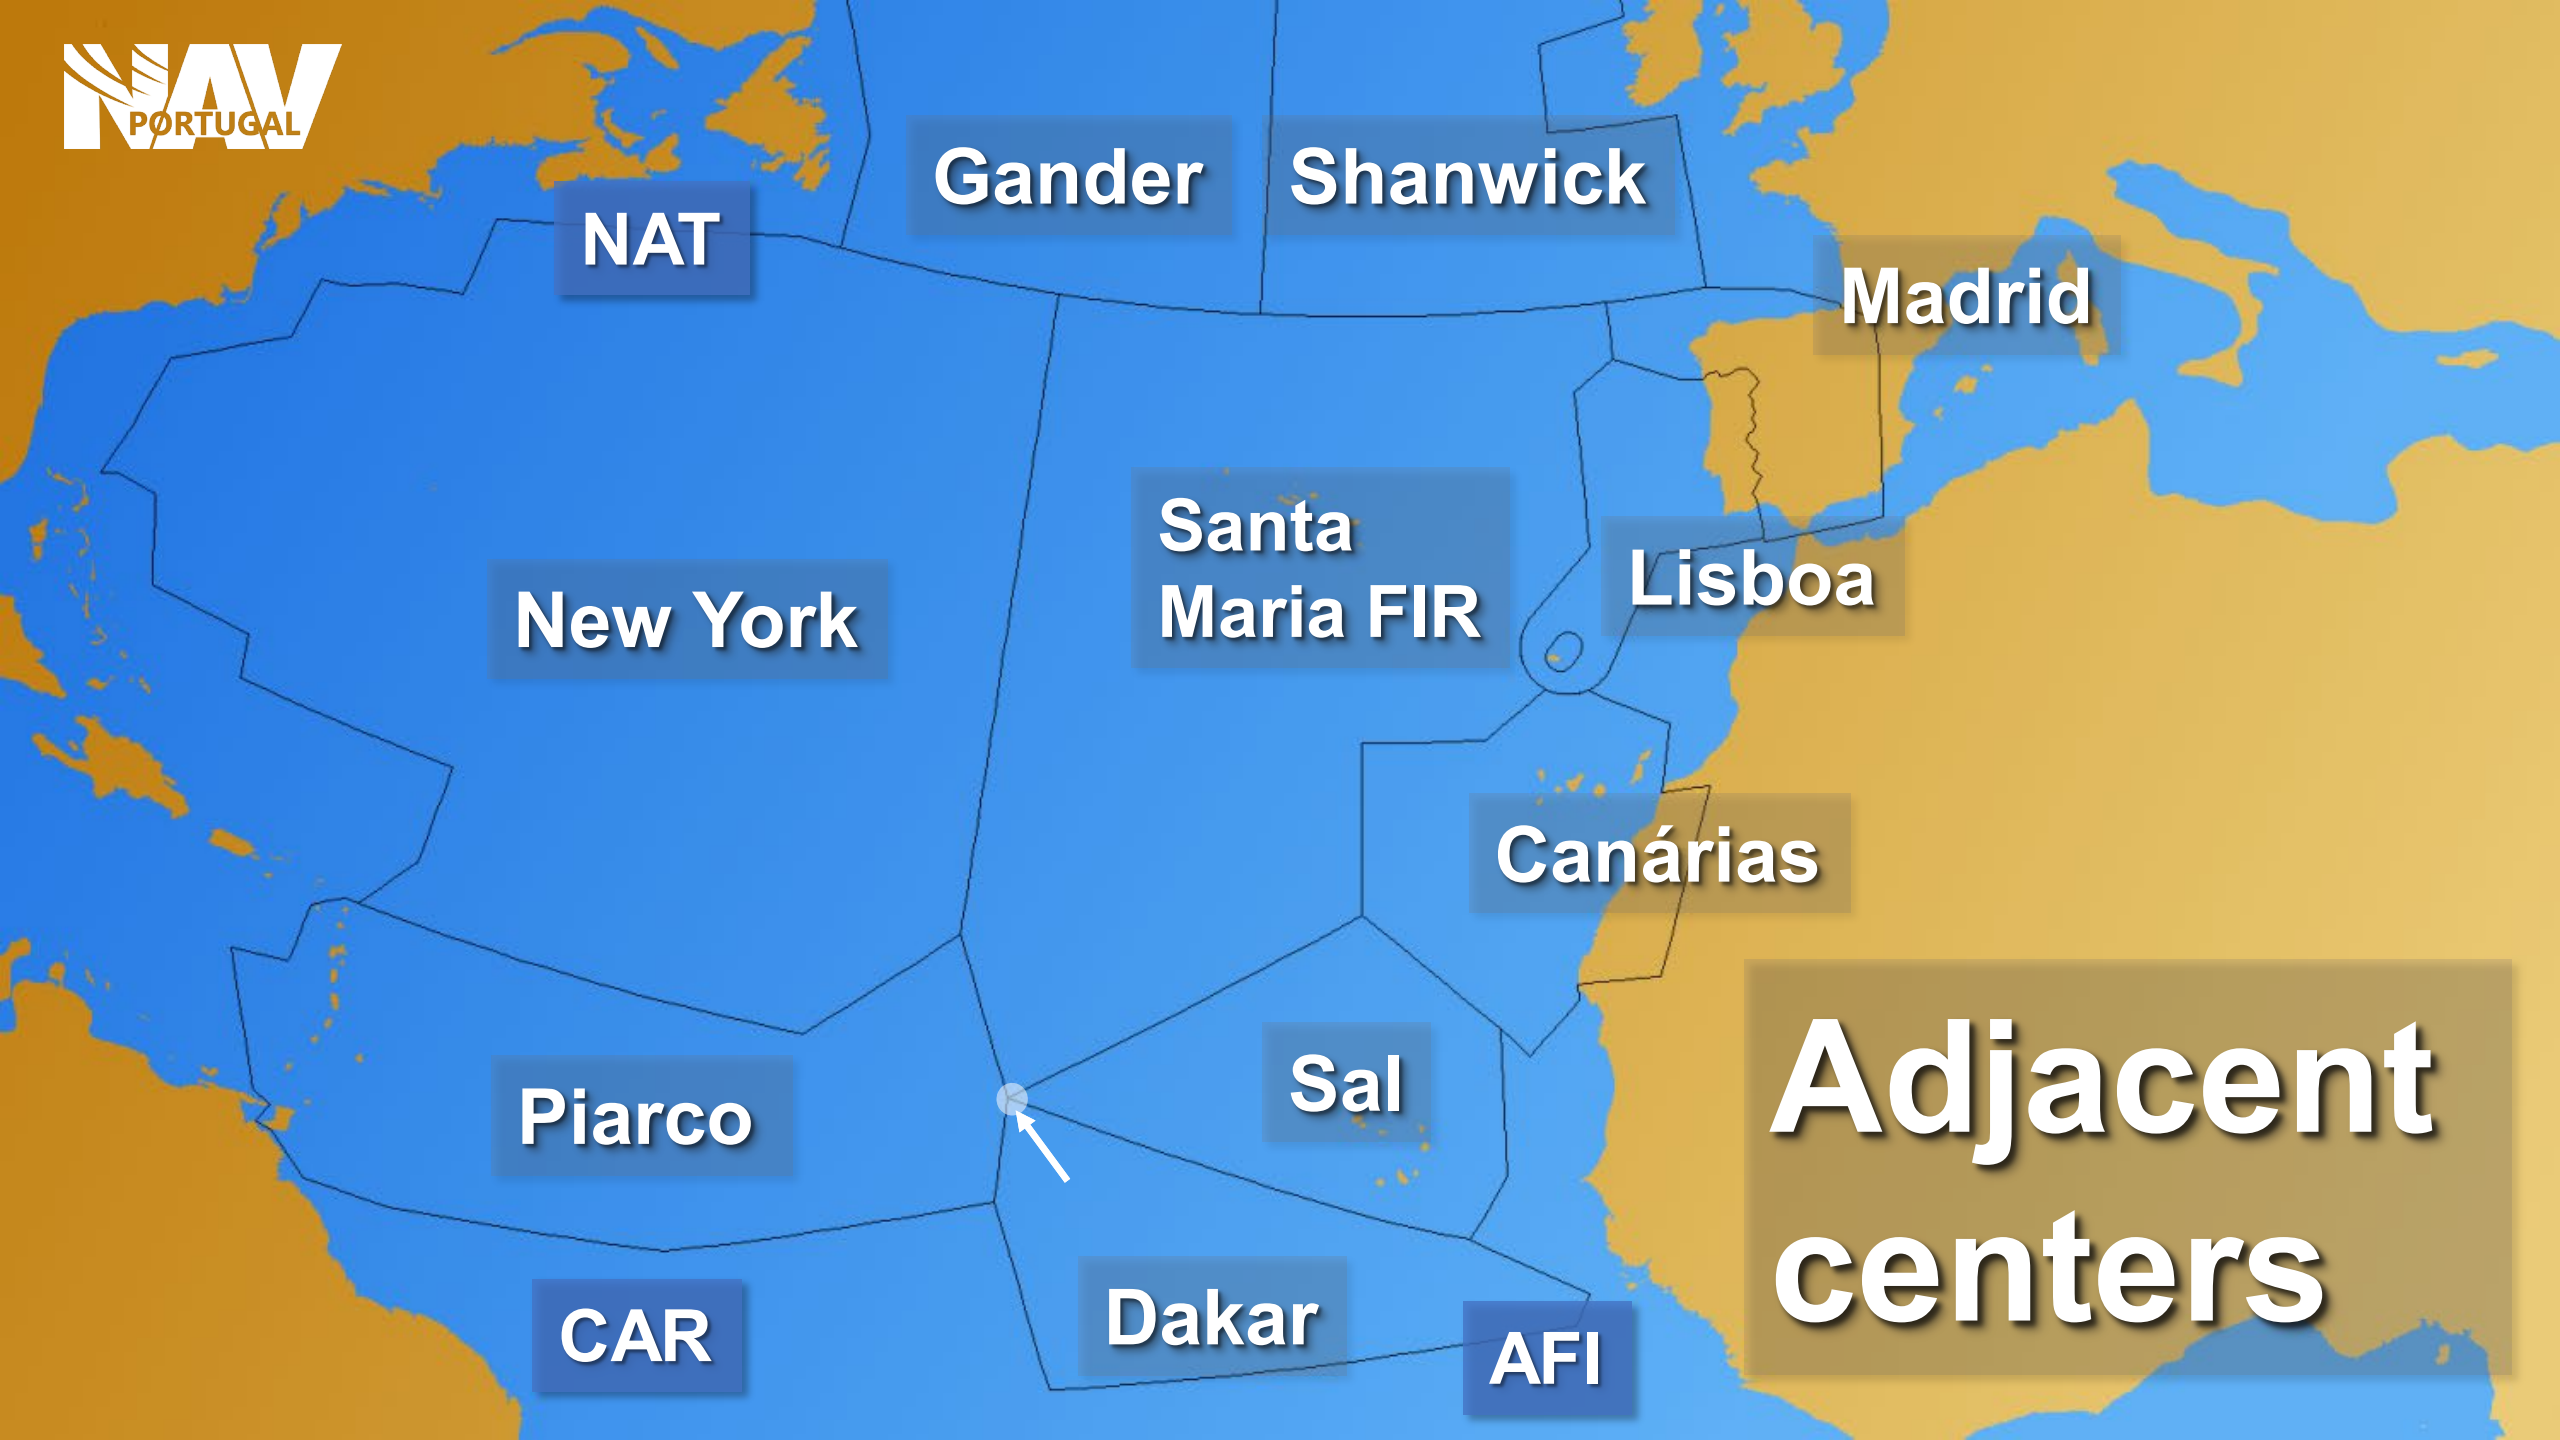 NAV
PORTUGAL
Gander
Shanwick
NAT
Madrid
Santa
Maria FIR
Lisboa
New York
Canárias
Sal
Piarco
Adjacent
centers
Dakar
CAR
AFI